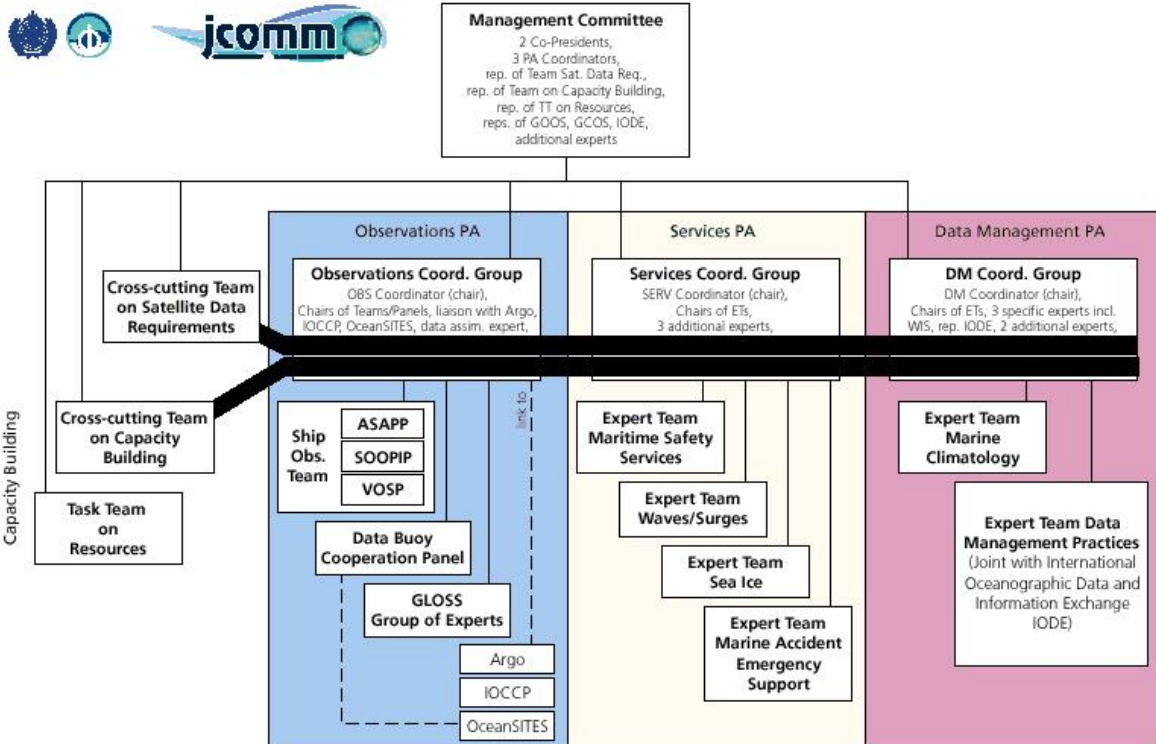 jcomm
Management Committee
2 Co-Presidents,
3 PA Coordinators,
rep. of Team Sat. Data Req.,
rep. of Team on Capacity Building,
rep. of TT on Resources,
reps. of GOOS, GCOS, IODE,
additional experts
Observations PA
Services PA
Data Management PA
Cross-cutting Team
on Satellite Data
Requirements
Observations Coord. Group
OBS Coordinator (chair),
Chairs of Teams/Panels, liaison with Argo,
IOCCP, OceanSITES, data assim. expert,
Services Coord. Group
SERV Coordinator (chair),
Chairs of ETs,
3 additional experts,
DM Coord. Group
DM Coordinator (chair),
Chairs of ETs, 3 specific experts incl.
WIS, rep. IODE, 2 additional experts,
Capacity Building
Cross-cutting Team
on Capacity
Building
Task Team
on
Resources
Ship
Obs.
Team
ASAPP
SOOPIP
VOSP
link to
Data Buoy
Cooperation Panel
GLOSS
Group of Experts
Argo
IOCCP
OceanSITES
Expert Team
Maritime Safety
Services
Expert Team
Waves/Surges
Expert Team
Sea Ice
Expert Team
Marine Accident
Emergency
Support
Expert Team
Marine
Climatology
Expert Team Data
Management Practices
(Joint with International
Oceanographic Data and
Information Exchange
IODE)